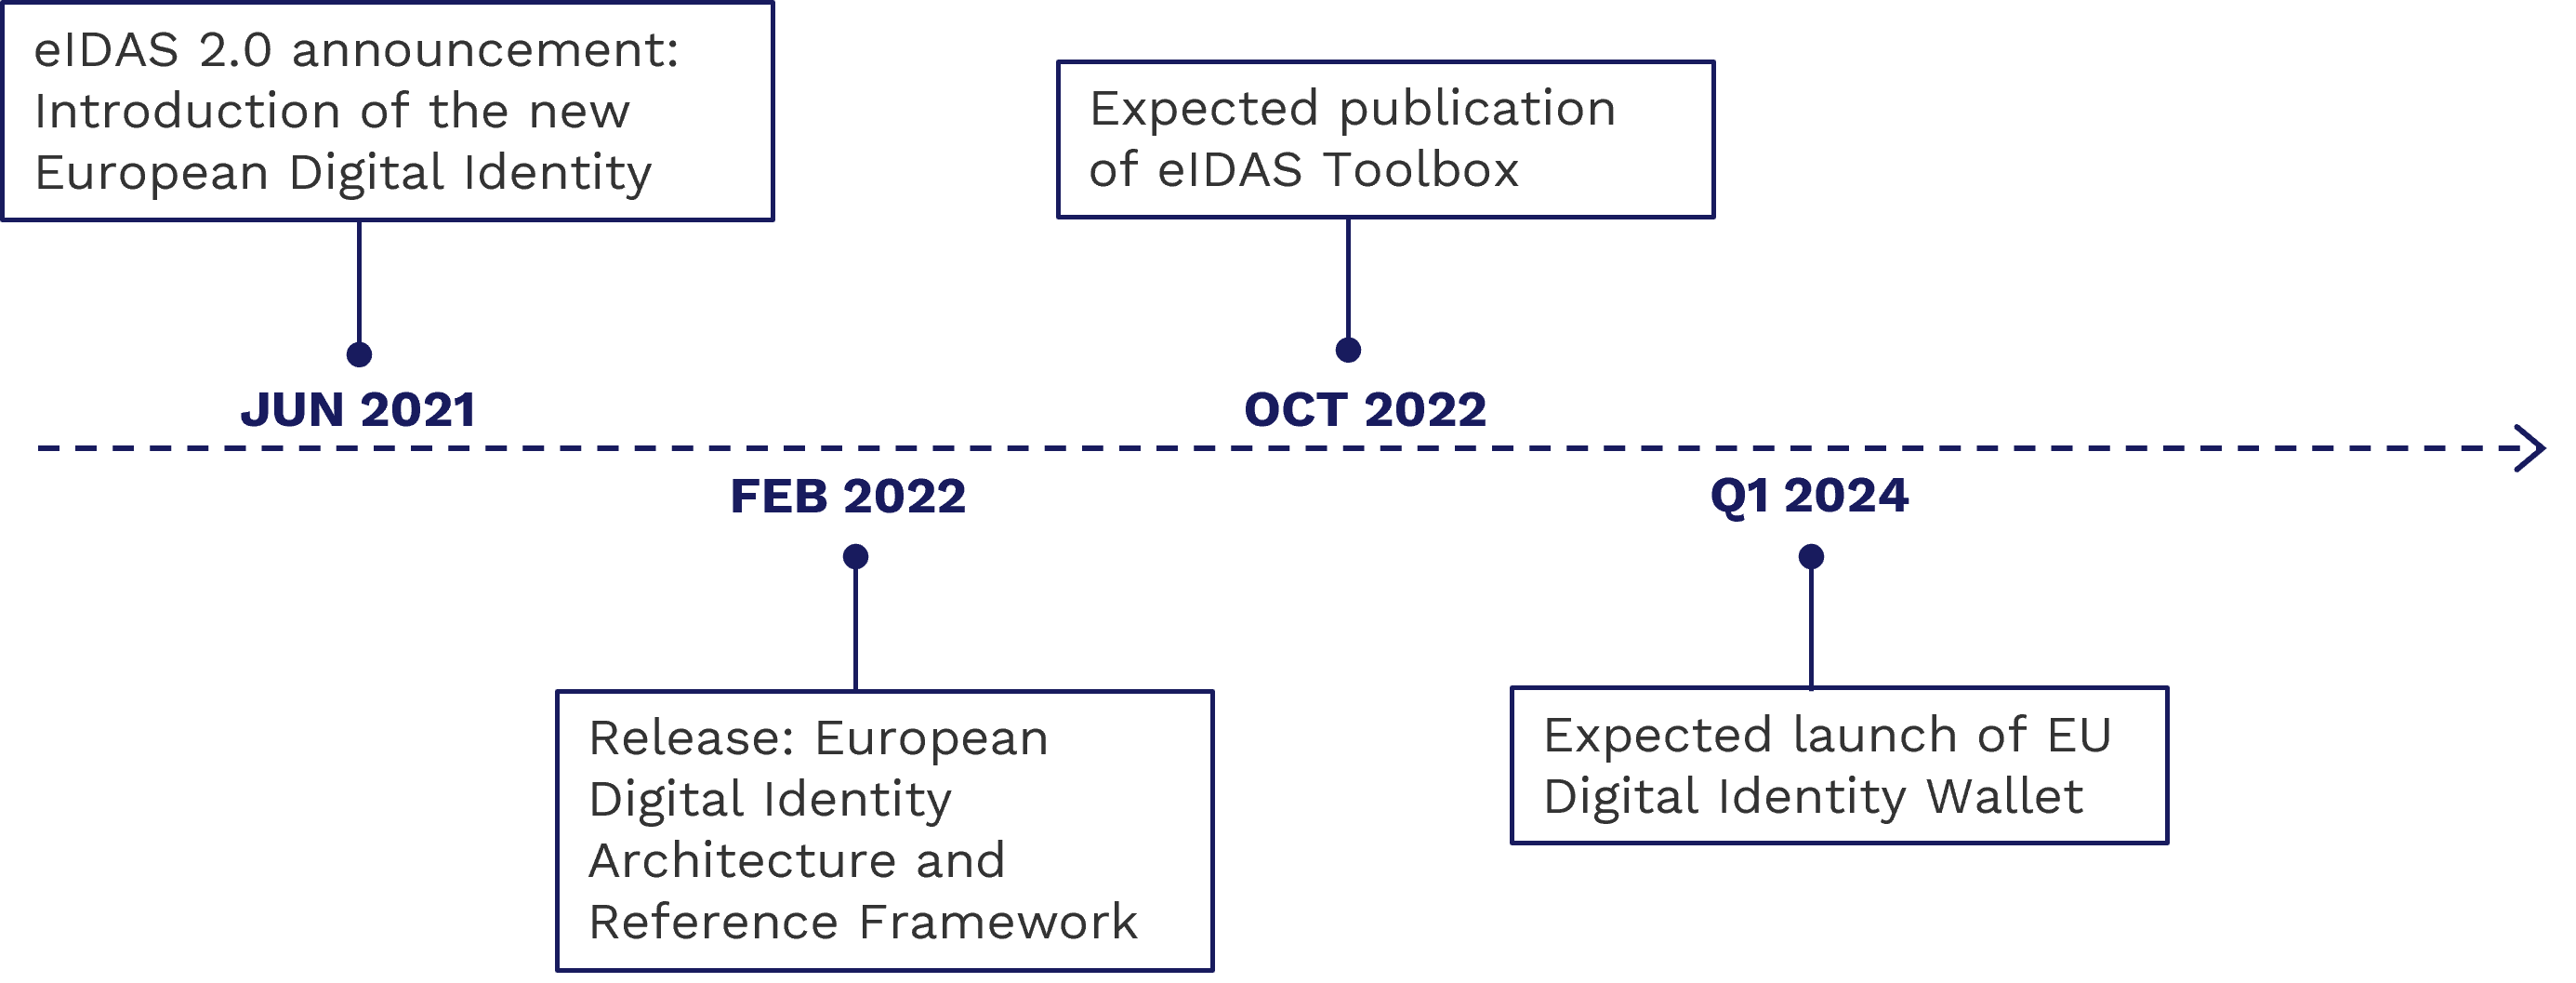 eIDAS 2.0 announcement:
Introduction of the new
European Digital Identity
JUN 2021
FEB 2022
Release: European
Digital Identity
Architecture and
Reference Framework
Expected publication
of eIDAS Toolbox
OCT 2022
Q1 2024
Expected launch of EU
Digital Identity Wallet